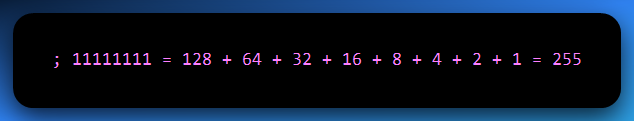 ; 11111111 = 128 + 64 + 32 + 16 + 8 + 4 + 2 + 1 = 255